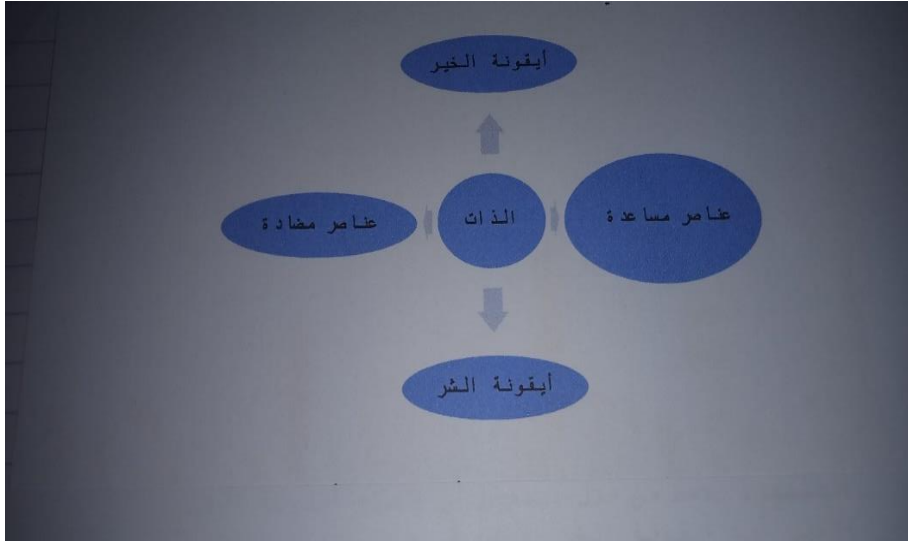 أيقونة الخير
عناصر مساعدة
الذات
عناصر مضادة
أيقونة الشر